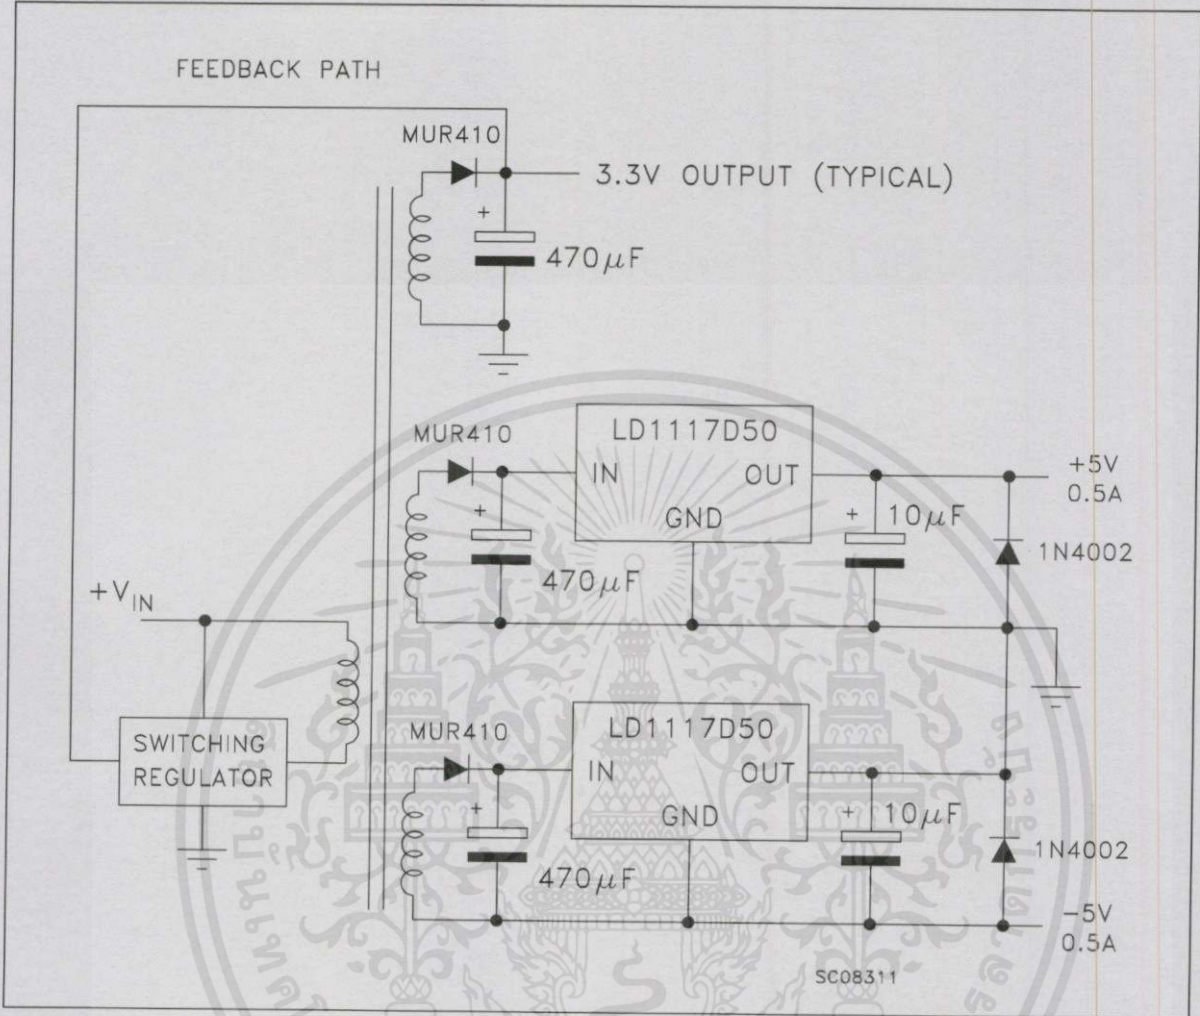 FEEDBACK PATH
MUR410
3.3V OUTPUT (TYPICAL)
+
470μF
MUR410
LD1117D50
IN
OUT
GND
+
470μF
+
10μF
+5V
0.5A
1N4002
+VIN
SWITCHING
REGULATOR
MUR410
LD1117D50
IN
OUT
GND
+
470μF
+
10μF
1N4002
-5V
0.5A
SC08311